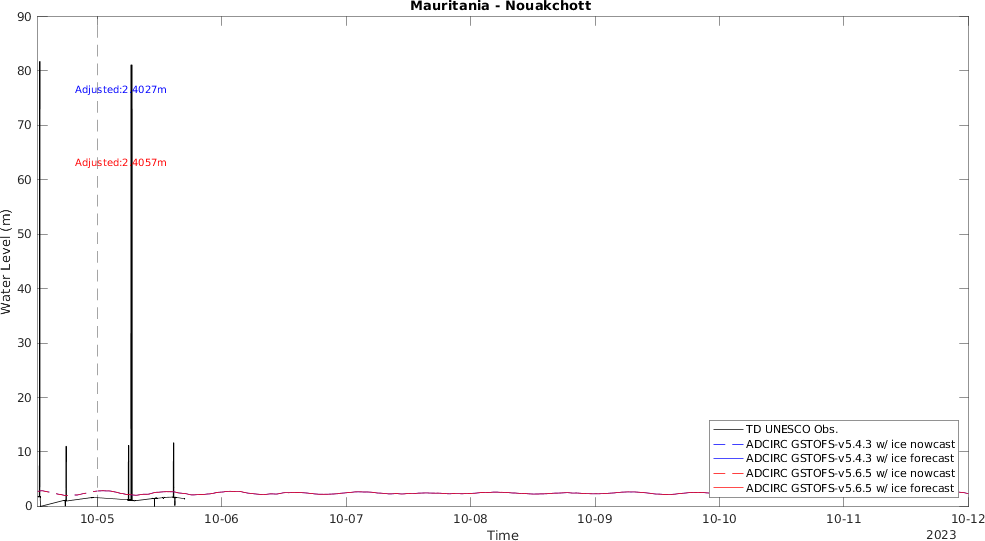 Mauritania - Nouakchott
90
80
70
60
50
40
30
20
10
0
Water Level (m)
Adjusted:2.4027m
Adjusted:2.4057m
TD UNESCO Obs.
ADCIRC GSTOFS-v5.4.3 w/ ice nowcast
ADCIRC GSTOFS-v5.4.3 w/ ice forecast
ADCIRC GSTOFS-v5.6.5 w/ ice nowcast
ADCIRC GSTOFS-v5.6.5 w/ ice forecast
10-05 10-06 10-07 10-08 10-09 10-10 10-11 10-12
Time
2023